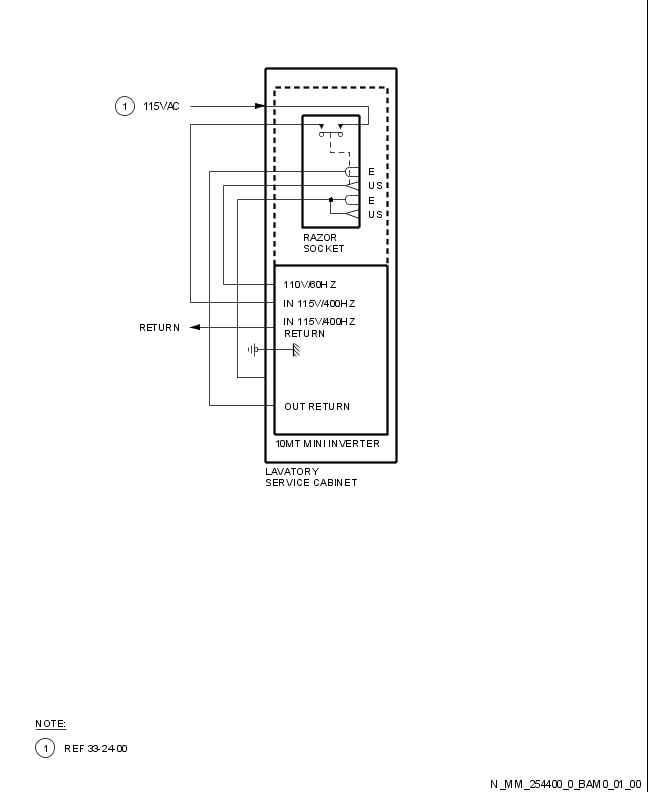 1 115VAC
E
US
E
US
RAZOR
SOCKET
110V/60HZ
IN 115V/400HZ
IN 115V/400HZ
RETURN
RETURN
OUT RETURN
10MT MINI INVERTER
LAVATORY
SERVICE CABINET
NOTE:
1 REF 33-24-00
N_MM_254400_0_BAM0_01_00